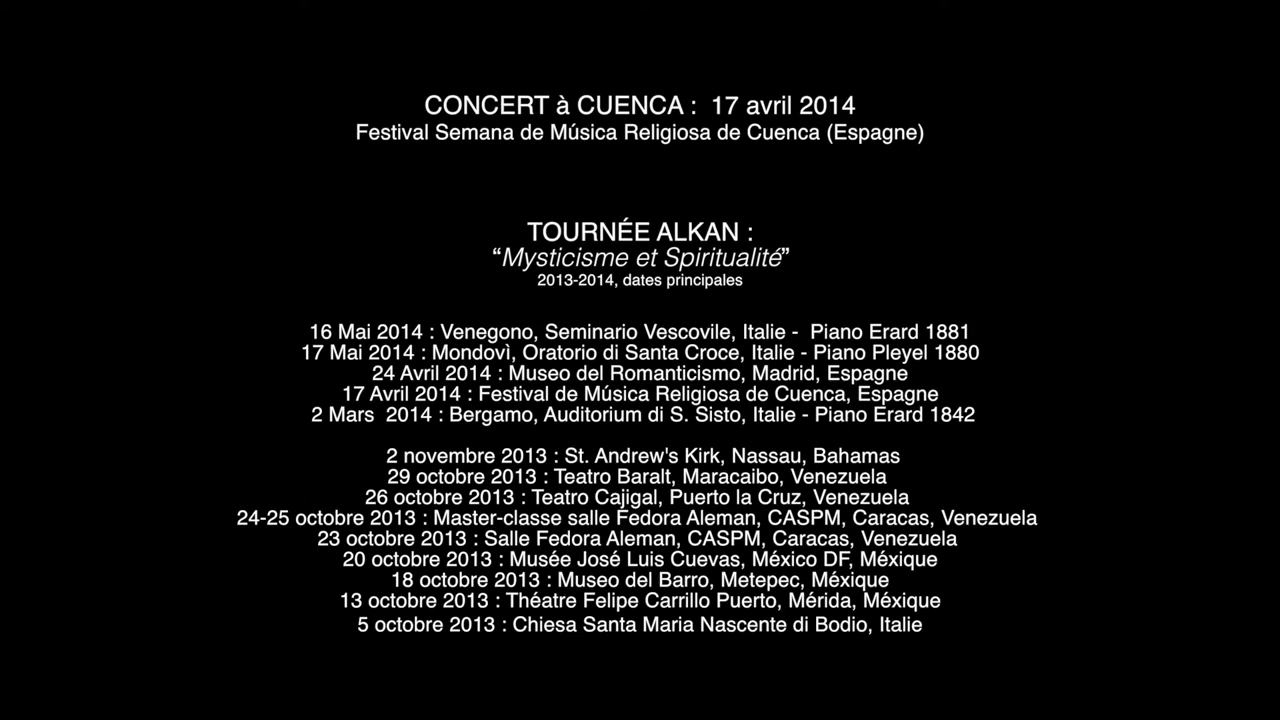 CONCERT à CUENCA : 17 avril 2014
Festival Semana de Música Religiosa de Cuenca (Espagne)
TOURNÉE ALKAN :
“Mysticisme et Spiritualité”
2013-2014, dates principales
16 Mai 2014 : Venegono, Seminario Vescovile, Italie - Piano Erard 1881
17 Mai 2014 : Mondovì, Oratorio di Santa Croce, Italie - Piano Pleyel 1880
24 Avril 2014 : Museo del Romanticismo, Madrid, Espagne
17 Avril 2014 : Festival de Música Religiosa de Cuenca, Espagne
2 Mars 2014 : Bergamo, Auditorium di S. Sisto, Italie - Piano Erard 1842
2 novembre 2013 : St. Andrew's Kirk, Nassau, Bahamas
29 octobre 2013 : Teatro Baralt, Maracaibo, Venezuela
26 octobre 2013 : Teatro Cajigal, Puerto la Cruz, Venezuela
24-25 octobre 2013 : Master-classe salle Fedora Aleman, CASPM, Caracas, Venezuela
23 octobre 2013 : Salle Fedora Aleman, CASPM, Caracas, Venezuela
20 octobre 2013 : Musée José Luis Cuevas, México DF, Méxique
18 octobre 2013 : Museo del Barro, Metepec, Méxique
13 octobre 2013 : Théatre Felipe Carrillo Puerto, Mérida, Méxique
5 octobre 2013 : Chiesa Santa Maria Nascente di Bodio, Italie